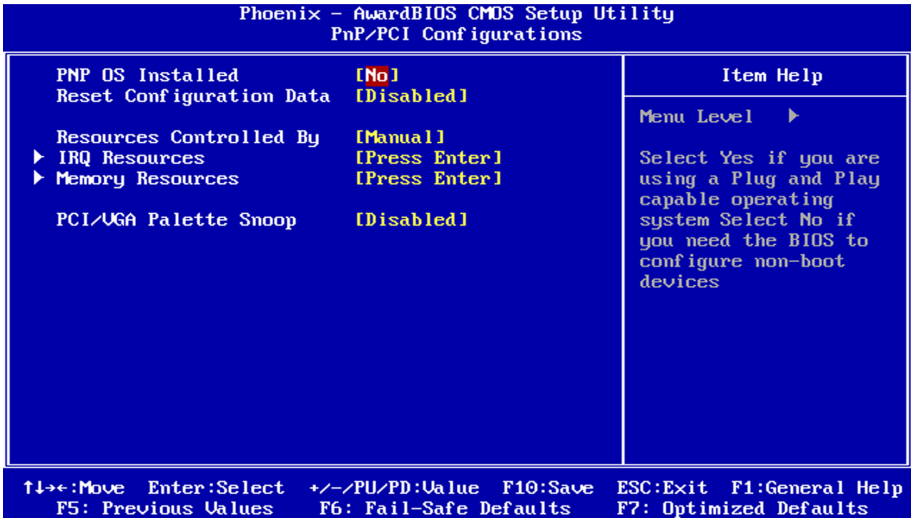 Phoenix - AwardBIOS CMOS Setup Utility
PnP/PCI Configurations
PNP OS Installed [No]
Reset Configuration Data [Disabled]
Resources Controlled By [Manual]
▶ IRQ Resources [Press Enter]
▶ Memory Resources [Press Enter]
PCI/VGA Palette Snoop [Disabled]
Item Help
Menu Level ▶
Select Yes if you are
using a Plug and Play
capable operating
system Select No if
you need the BIOS to
configure non-boot
devices
↑↓→←:Move Enter:Select +/-/PU/PD:Value F10:Save ESC:Exit F1:General Help
F5: Previous Values F6: Fail-Safe Defaults F7: Optimized Defaults